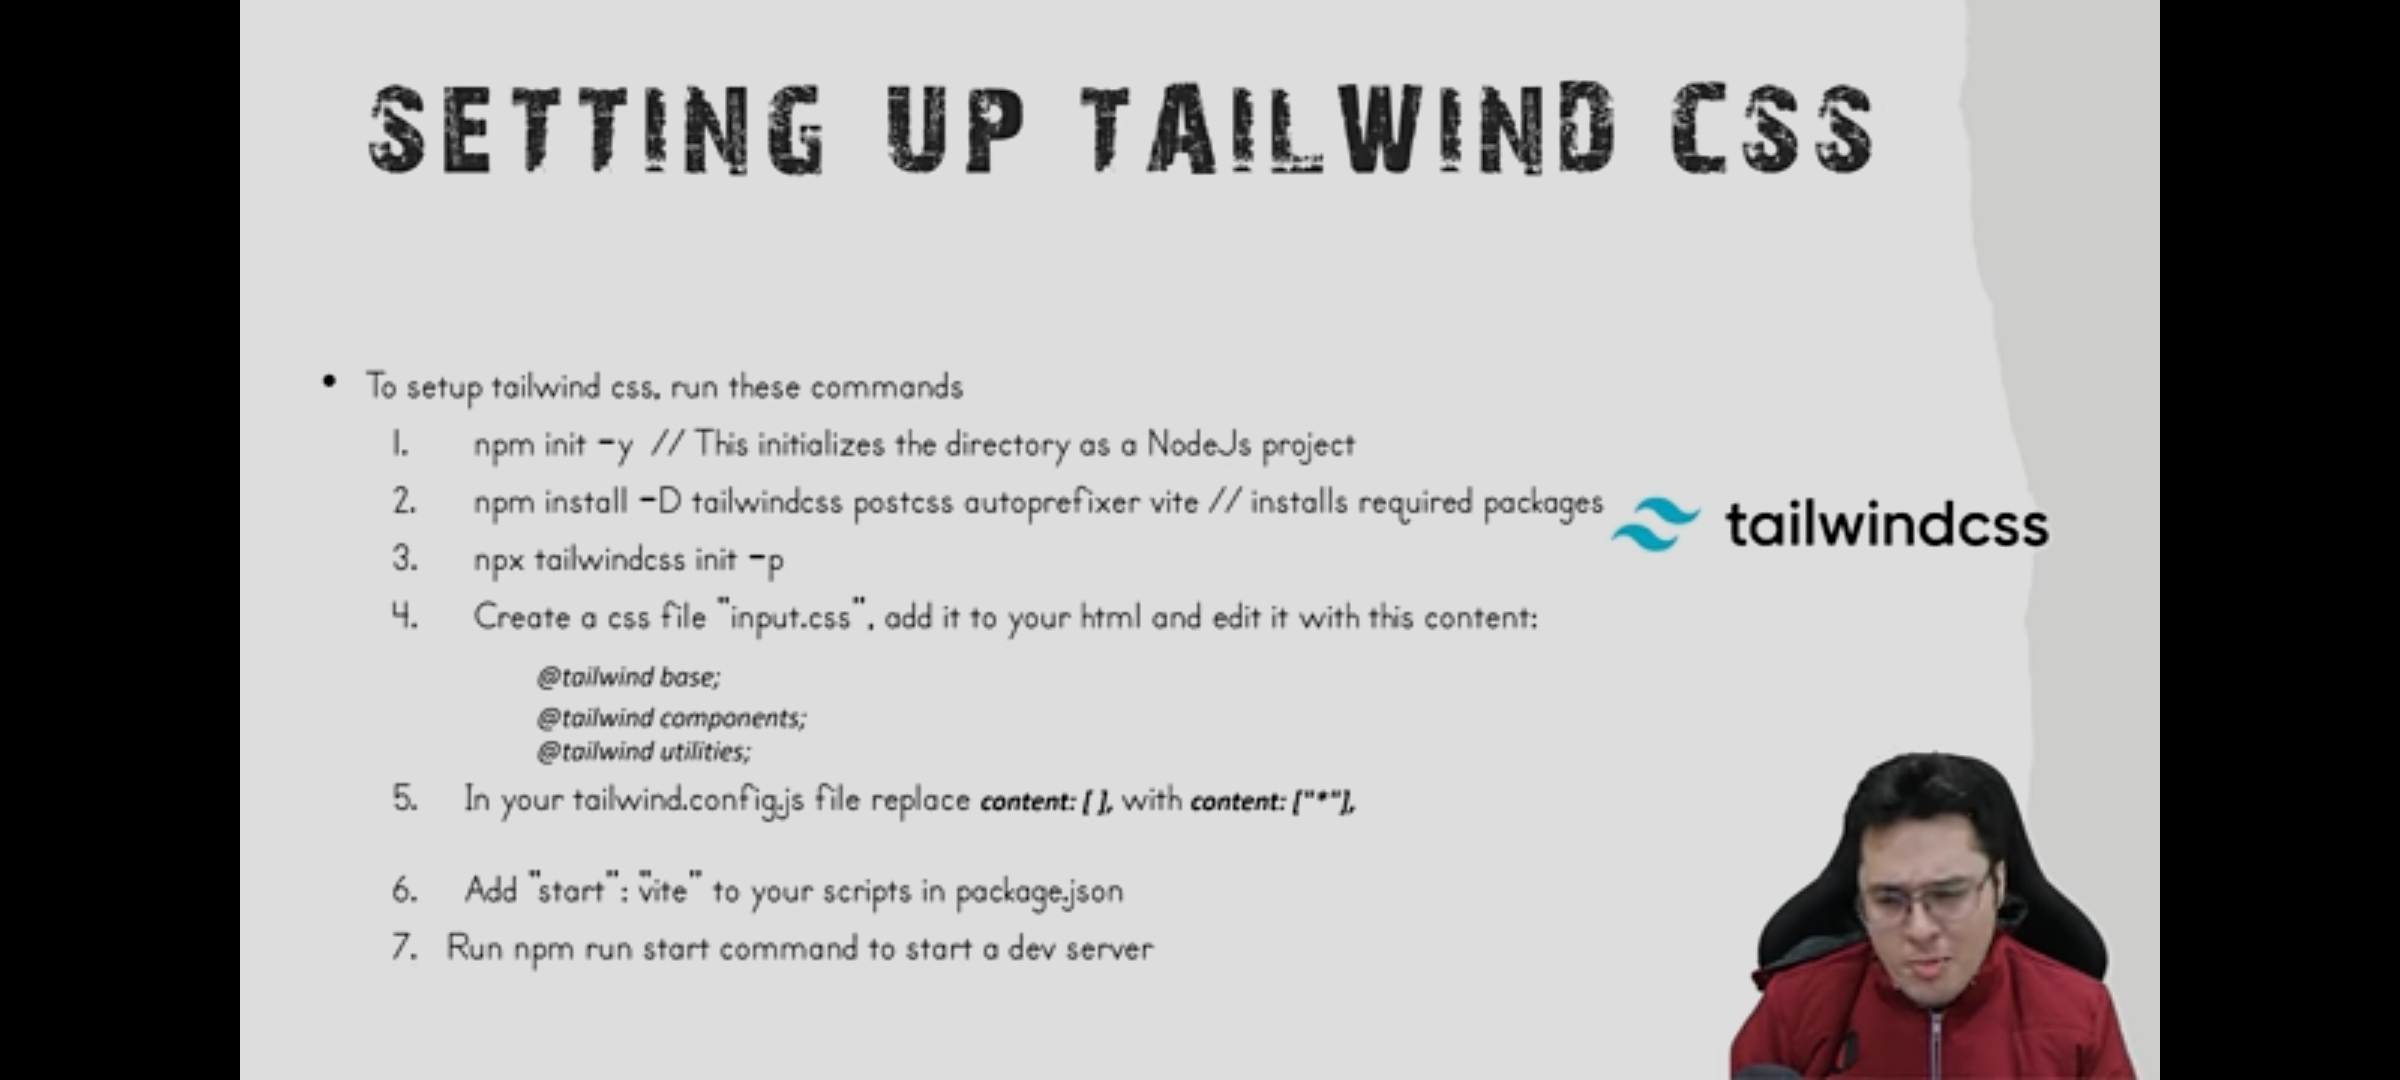 SETTING UP TAILWIND CSS
• To setup tailwind css, run these commands
1. npm init -y // This initializes the directory as a NodeJs project
2. npm install -D tailwindcss postcss autoprefixer vite // installs required packages
tailwindcss
3. npx tailwindcss init -p
4. Create a css file "input.css", add it to your html and edit it with this content:
@tailwind base;
@tailwind components;
@tailwind utilities;
5. In your tailwind.config.js file replace content: [ ], with content: ["*"],
6. Add "start": "vite" to your scripts in package.json
7. Run npm run start command to start a dev server